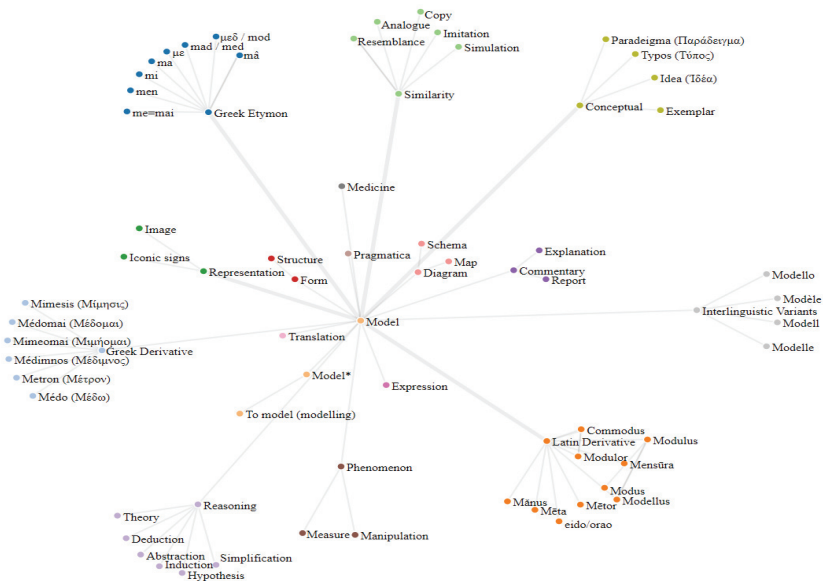 Copy
Analogue
Resemblance
Imitation
Simulation
Similarity
μεδ / mod
mad / med
mâ
με
ma
mi
men
me=mai
Greek Etymon
Paradeigma (Παράδειγμα)
Typos (Τύπος)
Idea (Ἰδέα)
Exemplar
Conceptual
Medicine
Pragmatica
Image
Iconic signs
Representation
Structure
Form
Schema
Map
Diagram
Explanation
Commentary
Report
Modello
Modèle
Interlinguistic Variants
Modell
Modelle
Model
Translation
Mimesis (Μίμησις)
Médomai (Μέδομαι)
Mimeomai (Μιμήομαι)
Greek Derivative
Médimnos (Μέδιμνος)
Metron (Μέτρον)
Médo (Μέδω)
Model*
Expression
To model (modelling)
Phenomenon
Measure
Manipulation
Reasoning
Theory
Deduction
Abstraction
Induction
Simplification
Hypothesis
Commodus
Latin Derivative
Modulus
Modulor
Mensūra
Modus
Modellus
Mānus
Mēta
Mētor
eido/orao